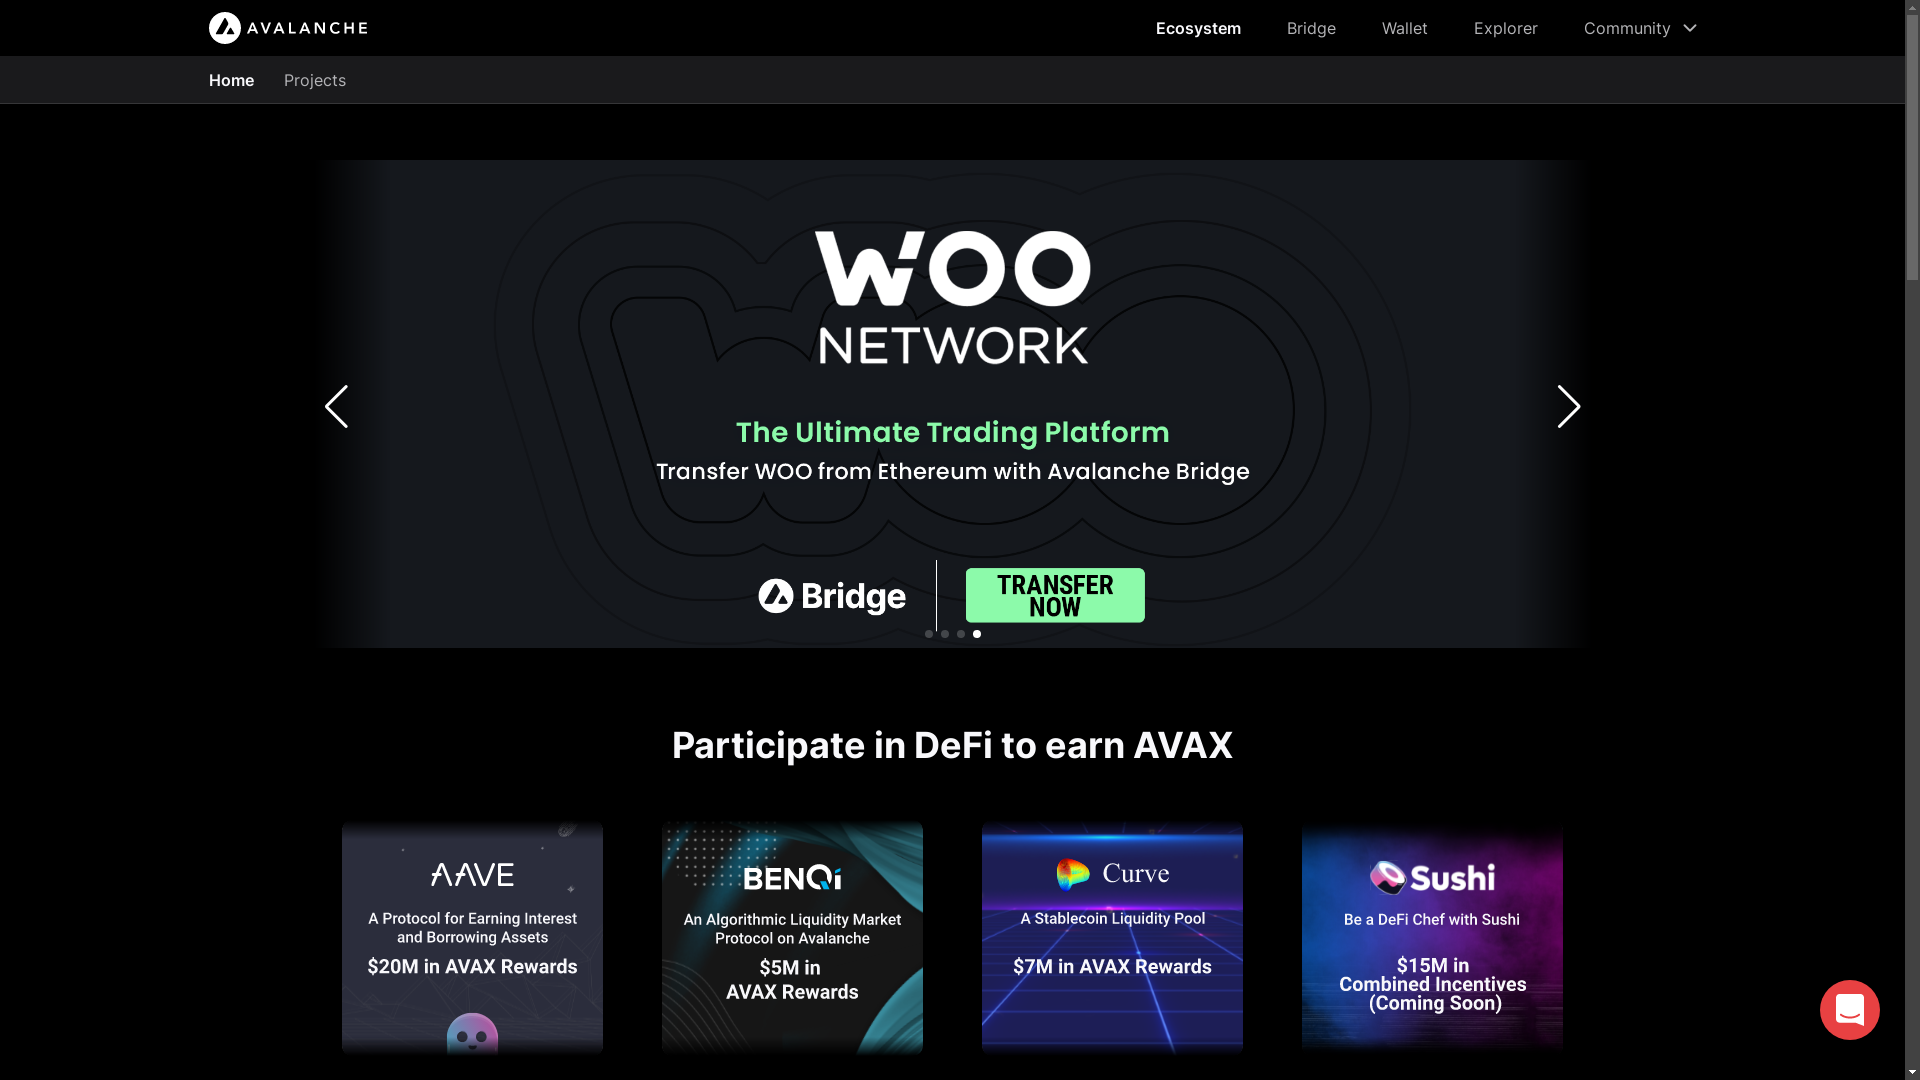 AVALANCHE
Ecosystem
Bridge
Wallet
Explorer
Community
Home
Projects
WOO
NETWORK
The Ultimate Trading Platform
Transfer WOO from Ethereum with Avalanche Bridge
Bridge
TRANSFER
NOW
Participate in DeFi to earn AVAX
AAVE
A Protocol for Earning Interest
and Borrowing Assets
$20M in AVAX Rewards
BENQi
An Algorithmic Liquidity Market
Protocol on Avalanche
$5M in
AVAX Rewards
Curve
A Stablecoin Liquidity Pool
$7M in AVAX Rewards
Sushi
Be a DeFi Chef with Sushi
$15M in
Combined Incentives
(Coming Soon)